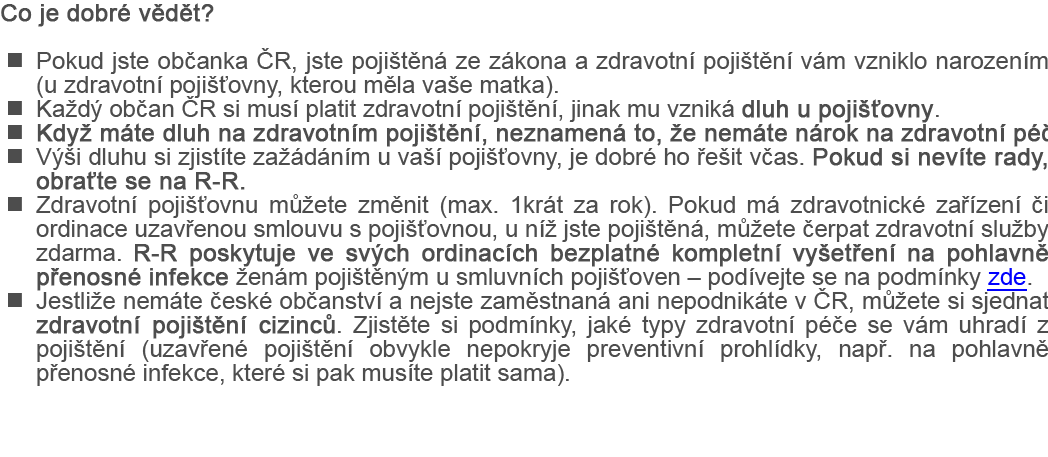 Co je dobré vědět?
■ Pokud jste občanka ČR, jste pojištěná ze zákona a zdravotní pojištění vám vzniklo narozením
(u zdravotní pojišťovny, kterou měla vaše matka).
■ Každý občan ČR si musí platit zdravotní pojištění, jinak mu vzniká dluh u pojišťovny.
■ Když máte dluh na zdravotním pojištění, neznamená to, že nemáte nárok na zdravotní
■ Výši dluhu si zjistíte zažádáním u vaší pojišťovny, je dobré ho řešit včas. Pokud si nevíte rady,
obraťte se na R-R.
■ Zdravotní pojišťovnu můžete změnit (max. 1krát za rok). Pokud má zdravotnické zařízení či
ordinace uzavřenou smlouvu s pojišťovnou, u níž jste pojištěná, můžete čerpat zdravotní služby
zdarma. R-R poskytuje ve svých ordinacích bezplatné kompletní vyšetření na pohlavně
přenosné infekce ženám pojištěným u smluvních pojišťoven – podívejte se na podmínky zde.
■ Jestliže nemáte české občanství a nejste zaměstnaná ani nepodnikáte v ČR, můžete si sjednat
zdravotní pojištění cizinců. Zjistěte si podmínky, jaké typy zdravotní péče se vám uhradí z
pojištění (uzavřené pojištění obvykle nepokryje preventivní prohlídky, např. na pohlavně
přenosné infekce, které si pak musíte platit sama).